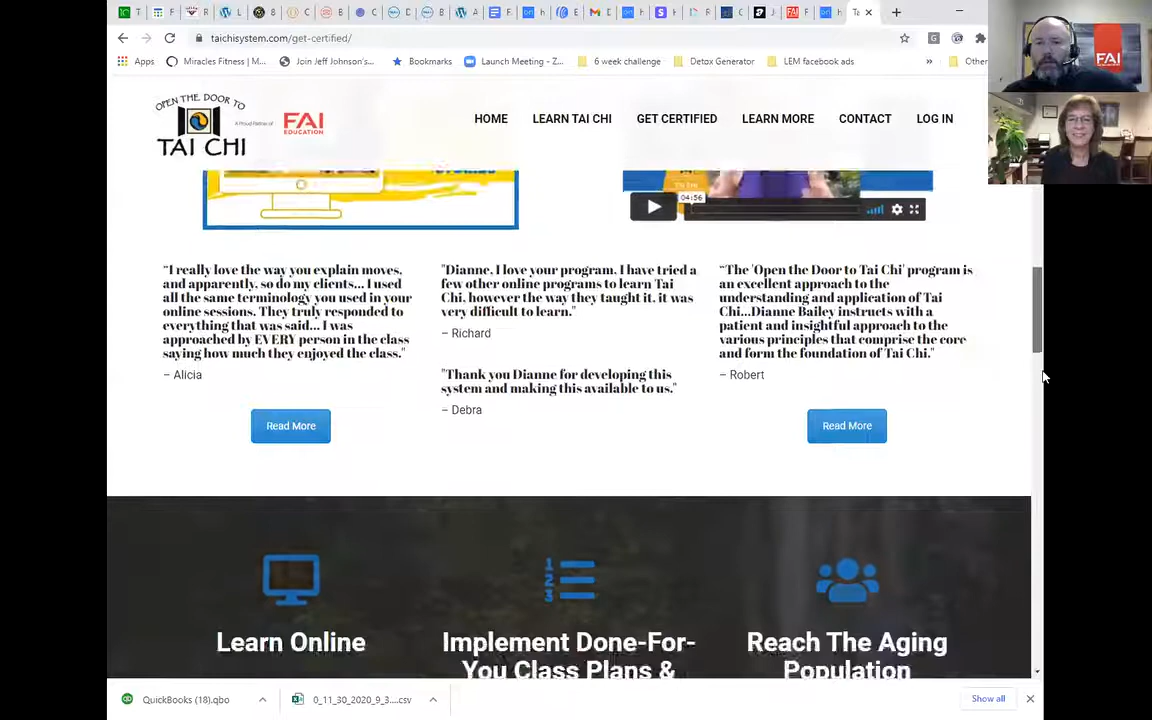 taichisystem.com/get-certified/
Apps
Miracles Fitness | M...
Join Jeff Johnson's...
Bookmarks
Launch Meeting - Z...
6 week challenge
Detox Generator
LEM facebook ads
»
Other
FAI
OPEN THE DOOR TO
TAI CHI
A Proud Partner of
FAI
EDUCATION
HOME
LEARN TAI CHI
GET CERTIFIED
LEARN MORE
CONTACT
LOG IN
04:56
"I really love the way you explain moves,
and apparently, so do my clients... I used
all the same terminology you used in your
online sessions. They truly responded to
everything that was said... I was
approached by EVERY person in the class
saying how much they enjoyed the class."
– Alicia
Read More
"Dianne, I love your program, I have tried a
few other online programs to learn Tai
Chi, however the way they taught it, it was
very difficult to learn."
– Richard
"Thank you Dianne for developing this
system and making this available to us."
– Debra
"The 'Open the Door to Tai Chi' program is
an excellent approach to the
understanding and application of Tai
Chi...Dianne Bailey instructs with a
patient and insightful approach to the
various principles that comprise the core
and form the foundation of Tai Chi."
– Robert
Read More
1
2
3
Learn Online
Implement Done-For-
You Class Plans &
Reach The Aging
Population
QuickBooks (18).qbo
0_11_30_2020_9_3....csv
Show all